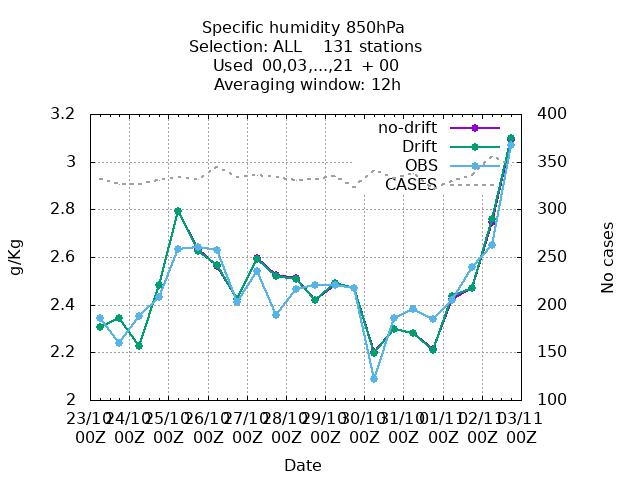 Specific humidity 850hPa
Selection: ALL 131 stations
Used 00,03,...,21 + 00
Averaging window: 12h
3.2
3
2.8
2.6
2.4
2.2
2
g/Kg
no-drift
Drift
OBS
CASES
400
350
300
250
200
150
100
No cases
23/10 24/10 25/10 26/10 27/10 28/10 29/10 30/10 31/10 01/11 02/11 03/11
00Z 00Z 00Z 00Z 00Z 00Z 00Z 00Z 00Z 00Z 00Z 00Z
Date